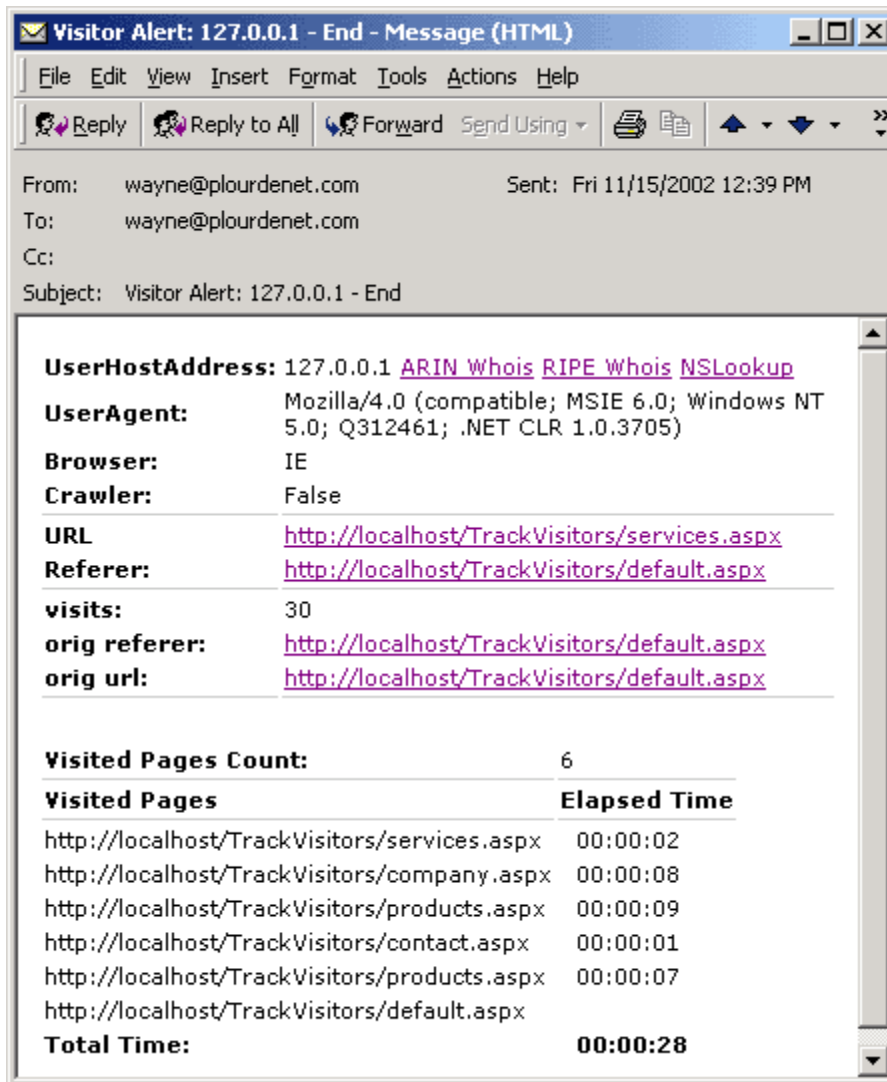 Visitor Alert: 127.0.0.1 - End - Message (HTML)
File Edit View Insert Format Tools Actions Help
Reply Reply to All Forward Send Using
From: wayne@plourdenet.com Sent: Fri 11/15/2002 12:39 PM
To: wayne@plourdenet.com
Cc:
Subject: Visitor Alert: 127.0.0.1 - End
UserHostAddress: 127.0.0.1 ARIN Whois RIPE Whois NSLookup
UserAgent: Mozilla/4.0 (compatible; MSIE 6.0; Windows NT
5.0; Q312461; .NET CLR 1.0.3705)
Browser: IE
Crawler: False
URL http://localhost/TrackVisitors/services.aspx
Referer: http://localhost/TrackVisitors/default.aspx
visits: 30
orig referer: http://localhost/TrackVisitors/default.aspx
orig url: http://localhost/TrackVisitors/default.aspx
Visited Pages Count: 6
Visited Pages Elapsed Time
http://localhost/TrackVisitors/services.aspx 00:00:02
http://localhost/TrackVisitors/company.aspx 00:00:08
http://localhost/TrackVisitors/products.aspx 00:00:09
http://localhost/TrackVisitors/contact.aspx 00:00:01
http://localhost/TrackVisitors/products.aspx 00:00:07
http://localhost/TrackVisitors/default.aspx
Total Time: 00:00:28